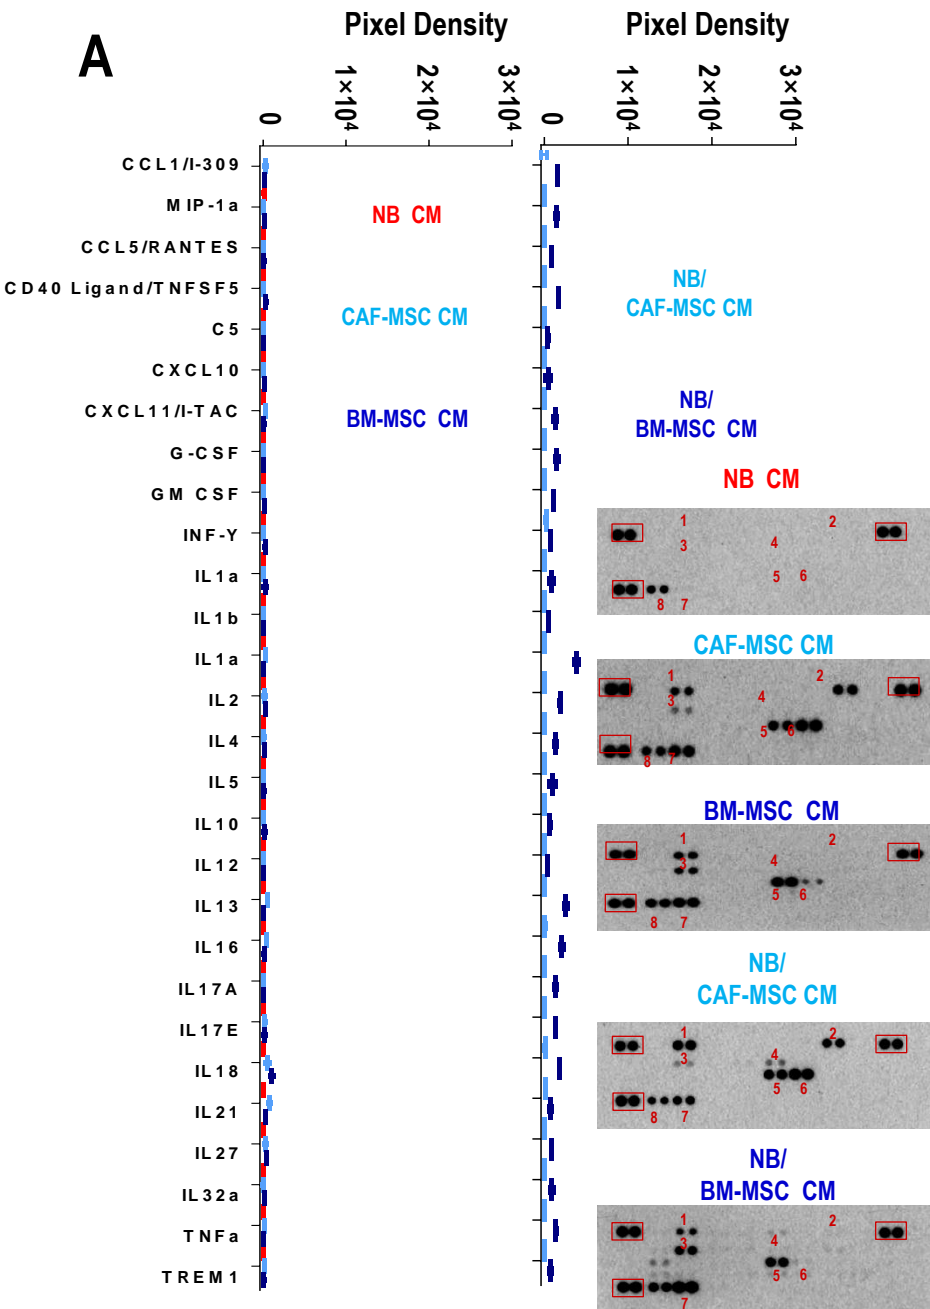 A
Pixel Density
0
1×10⁴
2×10⁴
3×10⁴
Pixel Density
0
1×10⁴
2×10⁴
3×10⁴
CCL1/I-309
MIP-1a
CCL5/RANTES
CD40 Ligand/TNFSF5
C5
CXCL10
CXCL11/I-TAC
G-CSF
GM CSF
INF-Y
IL1a
IL1b
IL1a
IL2
IL4
IL5
IL10
IL12
IL13
IL16
IL17A
IL17E
IL18
IL21
IL27
IL32a
TNFa
TREM1
NB CM
CAF-MSC CM
BM-MSC CM
NB/
CAF-MSC CM
NB/
BM-MSC CM
NB CM
1 2
3 4
5 6
8 7
CAF-MSC CM
1 2
3 4
5 6
8 7
BM-MSC CM
1 2
3 4
5 6
8 7
NB/
CAF-MSC CM
1 2
3 4
5 6
8 7
NB/
BM-MSC CM
1 2
3 4
5 6
7